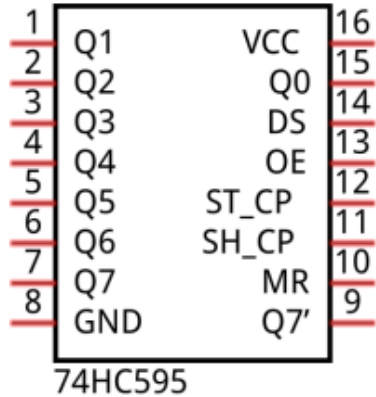 1 Q1 VCC 16
2 Q2 Q0 15
3 Q3 DS 14
4 Q4 OE 13
5 Q5 ST_CP 12
6 Q6 SH_CP 11
7 Q7 MR 10
8 GND Q7’ 9
74HC595